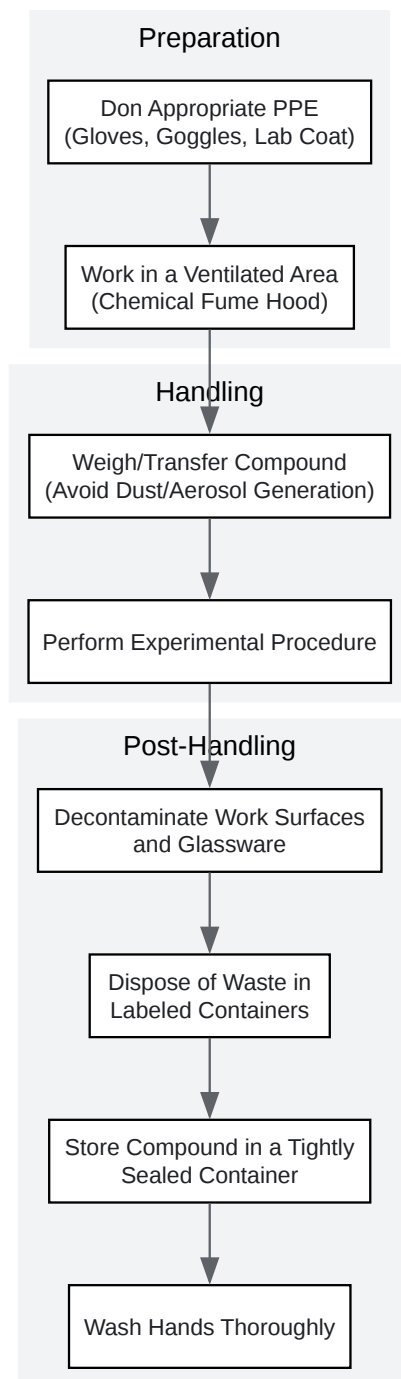 Preparation
Don Appropriate PPE
(Gloves, Goggles, Lab Coat)
Work in a Ventilated Area
(Chemical Fume Hood)
Handling
Weigh/Transfer Compound
(Avoid Dust/Aerosol Generation)
Perform Experimental Procedure
Post-Handling
Decontaminate Work Surfaces
and Glassware
Dispose of Waste in
Labeled Containers
Store Compound in a Tightly
Sealed Container
Wash Hands Thoroughly